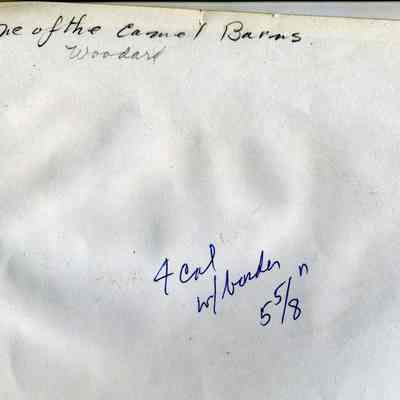 ne of the Camel Barns
Woodard
4 col
w/ border n
5 5/8